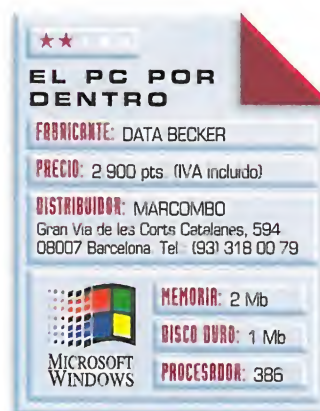 EL PC POR
DENTRO
FABRICANTE: DATA BECKER
PRECIO: 2 900 pts (IVA incluido)
DISTRIBUIDOR: MARCOMBO
Gran Via de les Corts Catalanes, 594
08007 Barcelona Tel (93) 318 00 79
MEMORIA: 2 Mb
DISCO DURO: 1 Mb
PROCESADOR: 386
MICROSOFT
WINDOWS